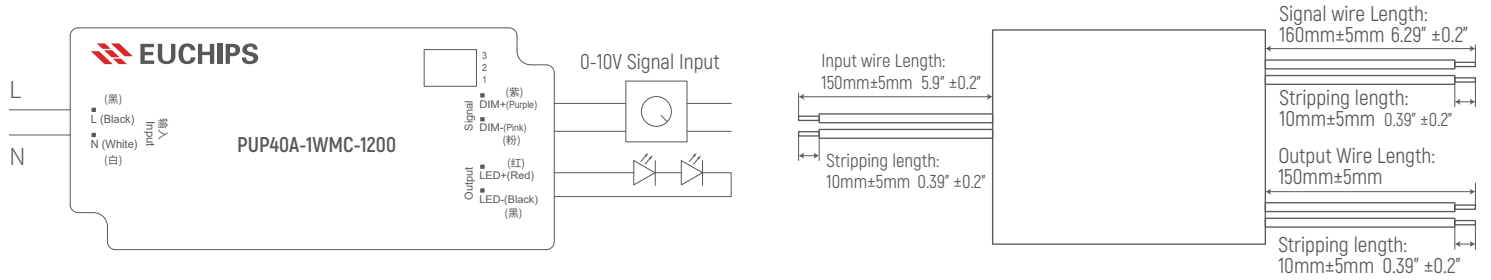 L
N
EUCHIPS
(黑)
L (Black)
N (White)
(白)
输入
Input
PUP40A-1WMC-1200
3
2
1
Signal
(紫)
DIM+(Purple)
DIM-(Pink)
(粉)
Output
(红)
LED+(Red)
LED-(Black)
(黑)
0-10V Signal Input
Input wire Length:
150mm±5mm 5.9" ±0.2"
Stripping length:
10mm±5mm 0.39" ±0.2"
Signal wire Length:
160mm±5mm 6.29" ±0.2"
Stripping length:
10mm±5mm 0.39" ±0.2"
Output Wire Length:
150mm±5mm
Stripping length:
10mm±5mm 0.39" ±0.2"